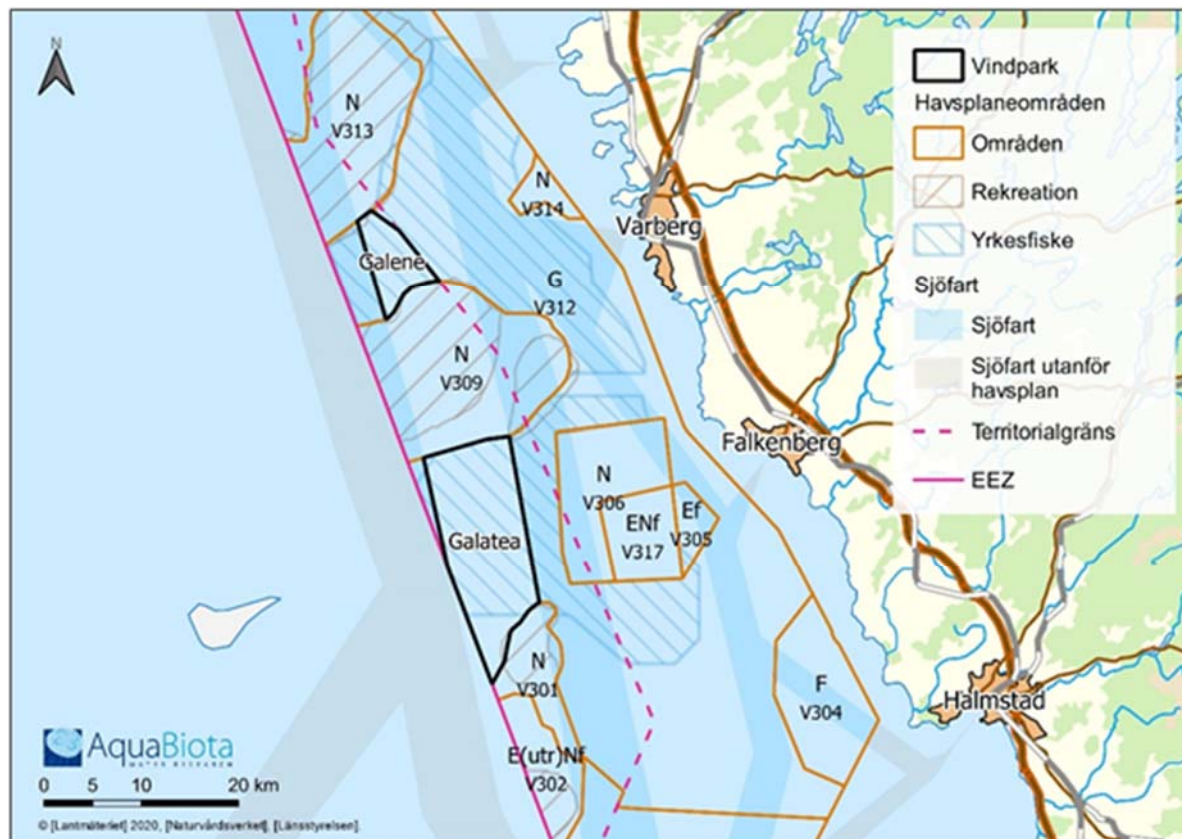 N
Vindpark
Havsplaneområden
Områden
Rekreation
Yrkesfiske
Sjöfart
Sjöfart
Sjöfart utanför
havsplan
Territorialgräns
EEZ
N
V313
N
V314
Varberg
Galene
G
V312
N
V309
Falkenberg
N
V306
Ef
V305
ENf
V317
Galatea
N
V301
F
V304
Halmstad
E(utr)Nf
V302
AquaBiota
WATER RESEARCH
0 5 10 20 km
© [Lantmäteriet] 2020, [Naturvårdsverket], [Länsstyrelsen].